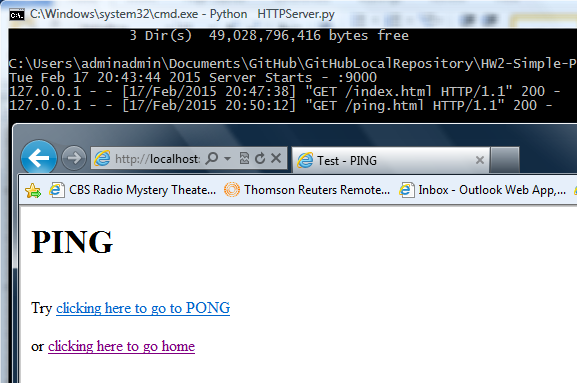 C:\Windows\system32\cmd.exe - Python HTTPServer.py
3 Dir(s) 49,028,796,416 bytes free
C:\Users\adminadmin\Documents\GitHub\GitHubLocalRepository\HW2-Simple-P
Tue Feb 17 20:43:44 2015 Server Starts - :9000
127.0.0.1 - - [17/Feb/2015 20:47:38] "GET /index.html HTTP/1.1" 200 -
127.0.0.1 - - [17/Feb/2015 20:50:12] "GET /ping.html HTTP/1.1" 200 -
http://localhost:
Test - PING
CBS Radio Mystery Theate...
Thomson Reuters Remote...
Inbox - Outlook Web App,...
PING
Try clicking here to go to PONG
or clicking here to go home